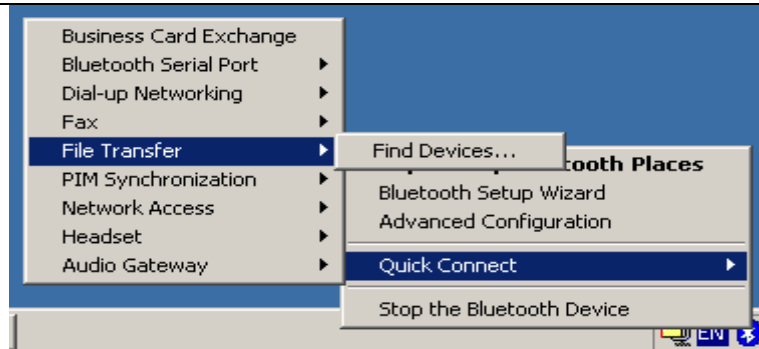 Business Card Exchange
Bluetooth Serial Port
Dial-up Networking
Fax
File Transfer
PIM Synchronization
Network Access
Headset
Audio Gateway
Find Devices...
Places
Bluetooth Setup Wizard
Advanced Configuration
Quick Connect
Stop the Bluetooth Device
EN